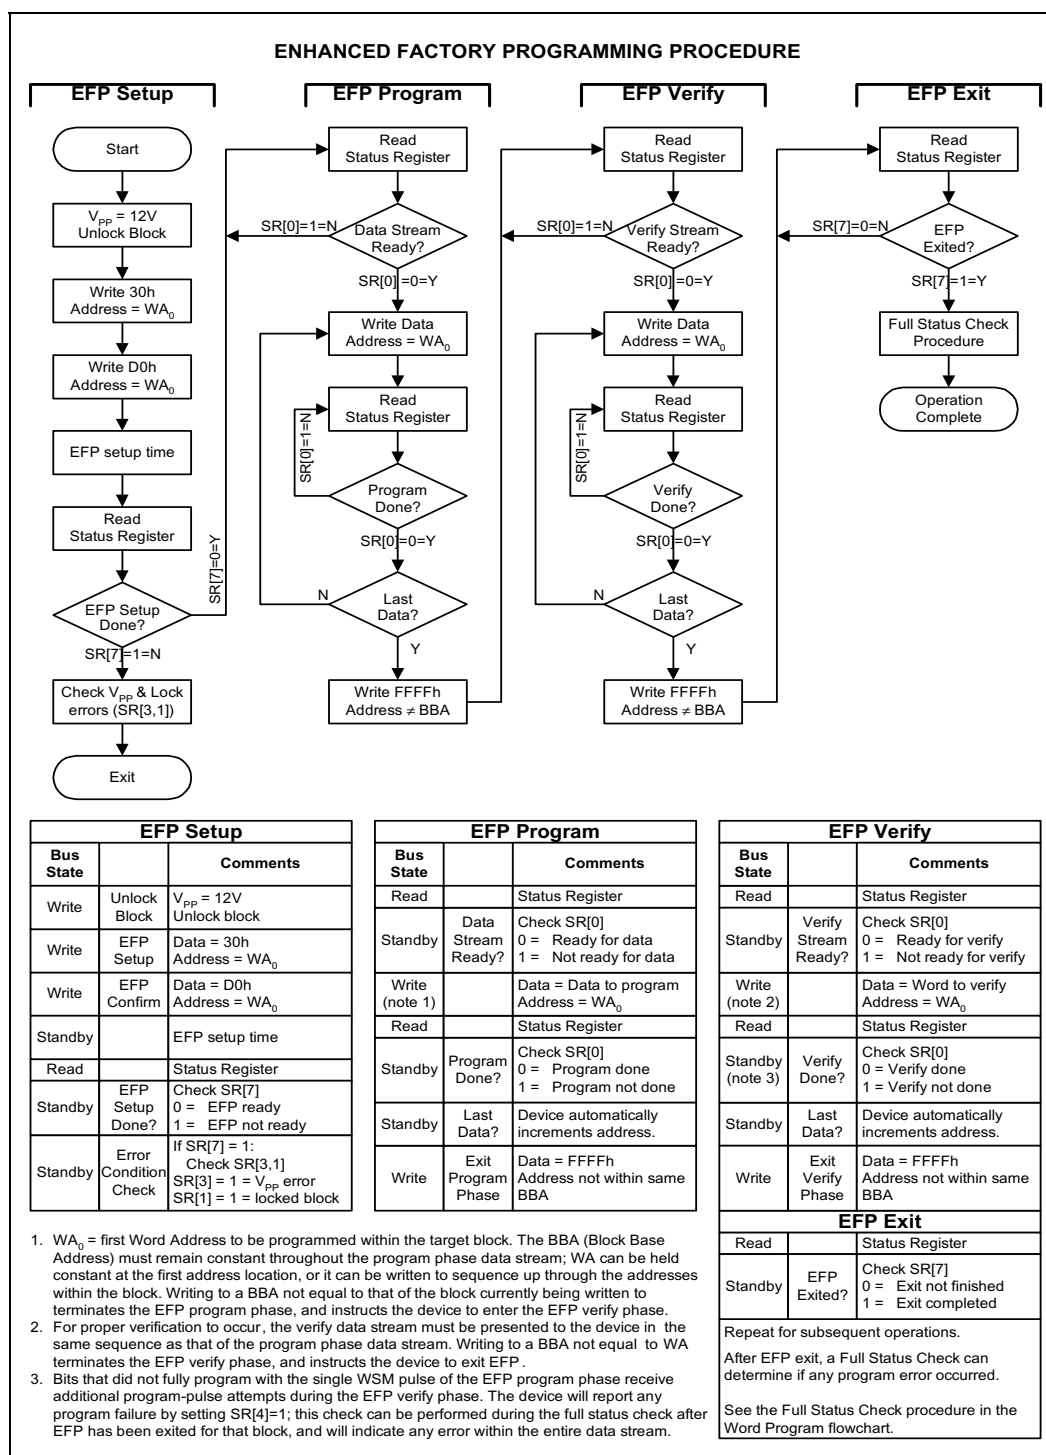 ENHANCED FACTORY PROGRAMMING PROCEDURE
EFP Setup
Start
VPP = 12V
Unlock Block
Write 30h
Address = WA0
Write D0h
Address = WA0
EFP setup time
Read
Status Register
EFP Setup
Done?
SR[7]=0=Y
SR[7]=1=N
Check VPP & Lock
errors (SR[3,1])
Exit
EFP Program
Read
Status Register
SR[0]=1=N
Data Stream
Ready?
SR[0] =0=Y
Write Data
Address = WA0
Read
Status Register
SR[0]=1=N
Program
Done?
SR[0]=0=Y
N
Last
Data?
Y
Write FFFFh
Address ≠ BBA
EFP Verify
Read
Status Register
SR[0]=1=N
Verify Stream
Ready?
SR[0] =0=Y
Write Data
Address = WA0
Read
Status Register
SR[0]=1=N
Verify
Done?
SR[0]=0=Y
N
Last
Data?
Y
Write FFFFh
Address ≠ BBA
EFP Exit
Read
Status Register
SR[7]=0=N
EFP
Exited?
SR[7]=1=Y
Full Status Check
Procedure
Operation
Complete
EFP Setup
Bus
State
Comments
Write
Unlock
Block
VPP = 12V
Unlock block
Write
EFP
Setup
Data = 30h
Address = WA0
Write
EFP
Confirm
Data = D0h
Address = WA0
Standby
EFP setup time
Read
Status Register
Standby
EFP
Setup
Done?
Check SR[7]
0 = EFP ready
1 = EFP not ready
Standby
Error
Condition
Check
If SR[7] = 1:
Check SR[3,1]
SR[3] = 1 = VPP error
SR[1] = 1 = locked block
EFP Program
Bus
State
Comments
Read
Status Register
Standby
Data
Stream
Ready?
Check SR[0]
0 = Ready for data
1 = Not ready for data
Write
(note 1)
Data = Data to program
Address = WA0
Read
Status Register
Standby
Program
Done?
Check SR[0]
0 = Program done
1 = Program not done
Standby
Last
Data?
Device automatically
increments address.
Write
Exit
Program
Phase
Data = FFFFh
Address not within same
BBA
EFP Verify
Bus
State
Comments
Read
Status Register
Standby
Verify
Stream
Ready?
Check SR[0]
0 = Ready for verify
1 = Not ready for verify
Write
(note 2)
Data = Word to verify
Address = WA0
Read
Status Register
Standby
(note 3)
Verify
Done?
Check SR[0]
0 = Verify done
1 = Verify not done
Standby
Last
Data?
Device automatically
increments address.
Write
Exit
Verify
Phase
Data = FFFFh
Address not within same
BBA
EFP Exit
Read
Status Register
Standby
EFP
Exited?
Check SR[7]
0 = Exit not finished
1 = Exit completed
Repeat for subsequent operations.
After EFP exit, a Full Status Check can
determine if any program error occurred.
See the Full Status Check procedure in the
Word Program flowchart.
1. WA0 = first Word Address to be programmed within the target block. The BBA (Block Base
Address) must remain constant throughout the program phase data stream; WA can be held
constant at the first address location, or it can be written to sequence up through the addresses
within the block. Writing to a BBA not equal to that of the block currently being written to
terminates the EFP program phase, and instructs the device to enter the EFP verify phase.
2. For proper verification to occur, the verify data stream must be presented to the device in the
same sequence as that of the program phase data stream. Writing to a BBA not equal to WA
terminates the EFP verify phase, and instructs the device to exit EFP.
3. Bits that did not fully program with the single WSM pulse of the EFP program phase receive
additional program-pulse attempts during the EFP verify phase. The device will report any
program failure by setting SR[4]=1; this check can be performed during the full status check after
EFP has been exited for that block, and will indicate any error within the entire data stream.